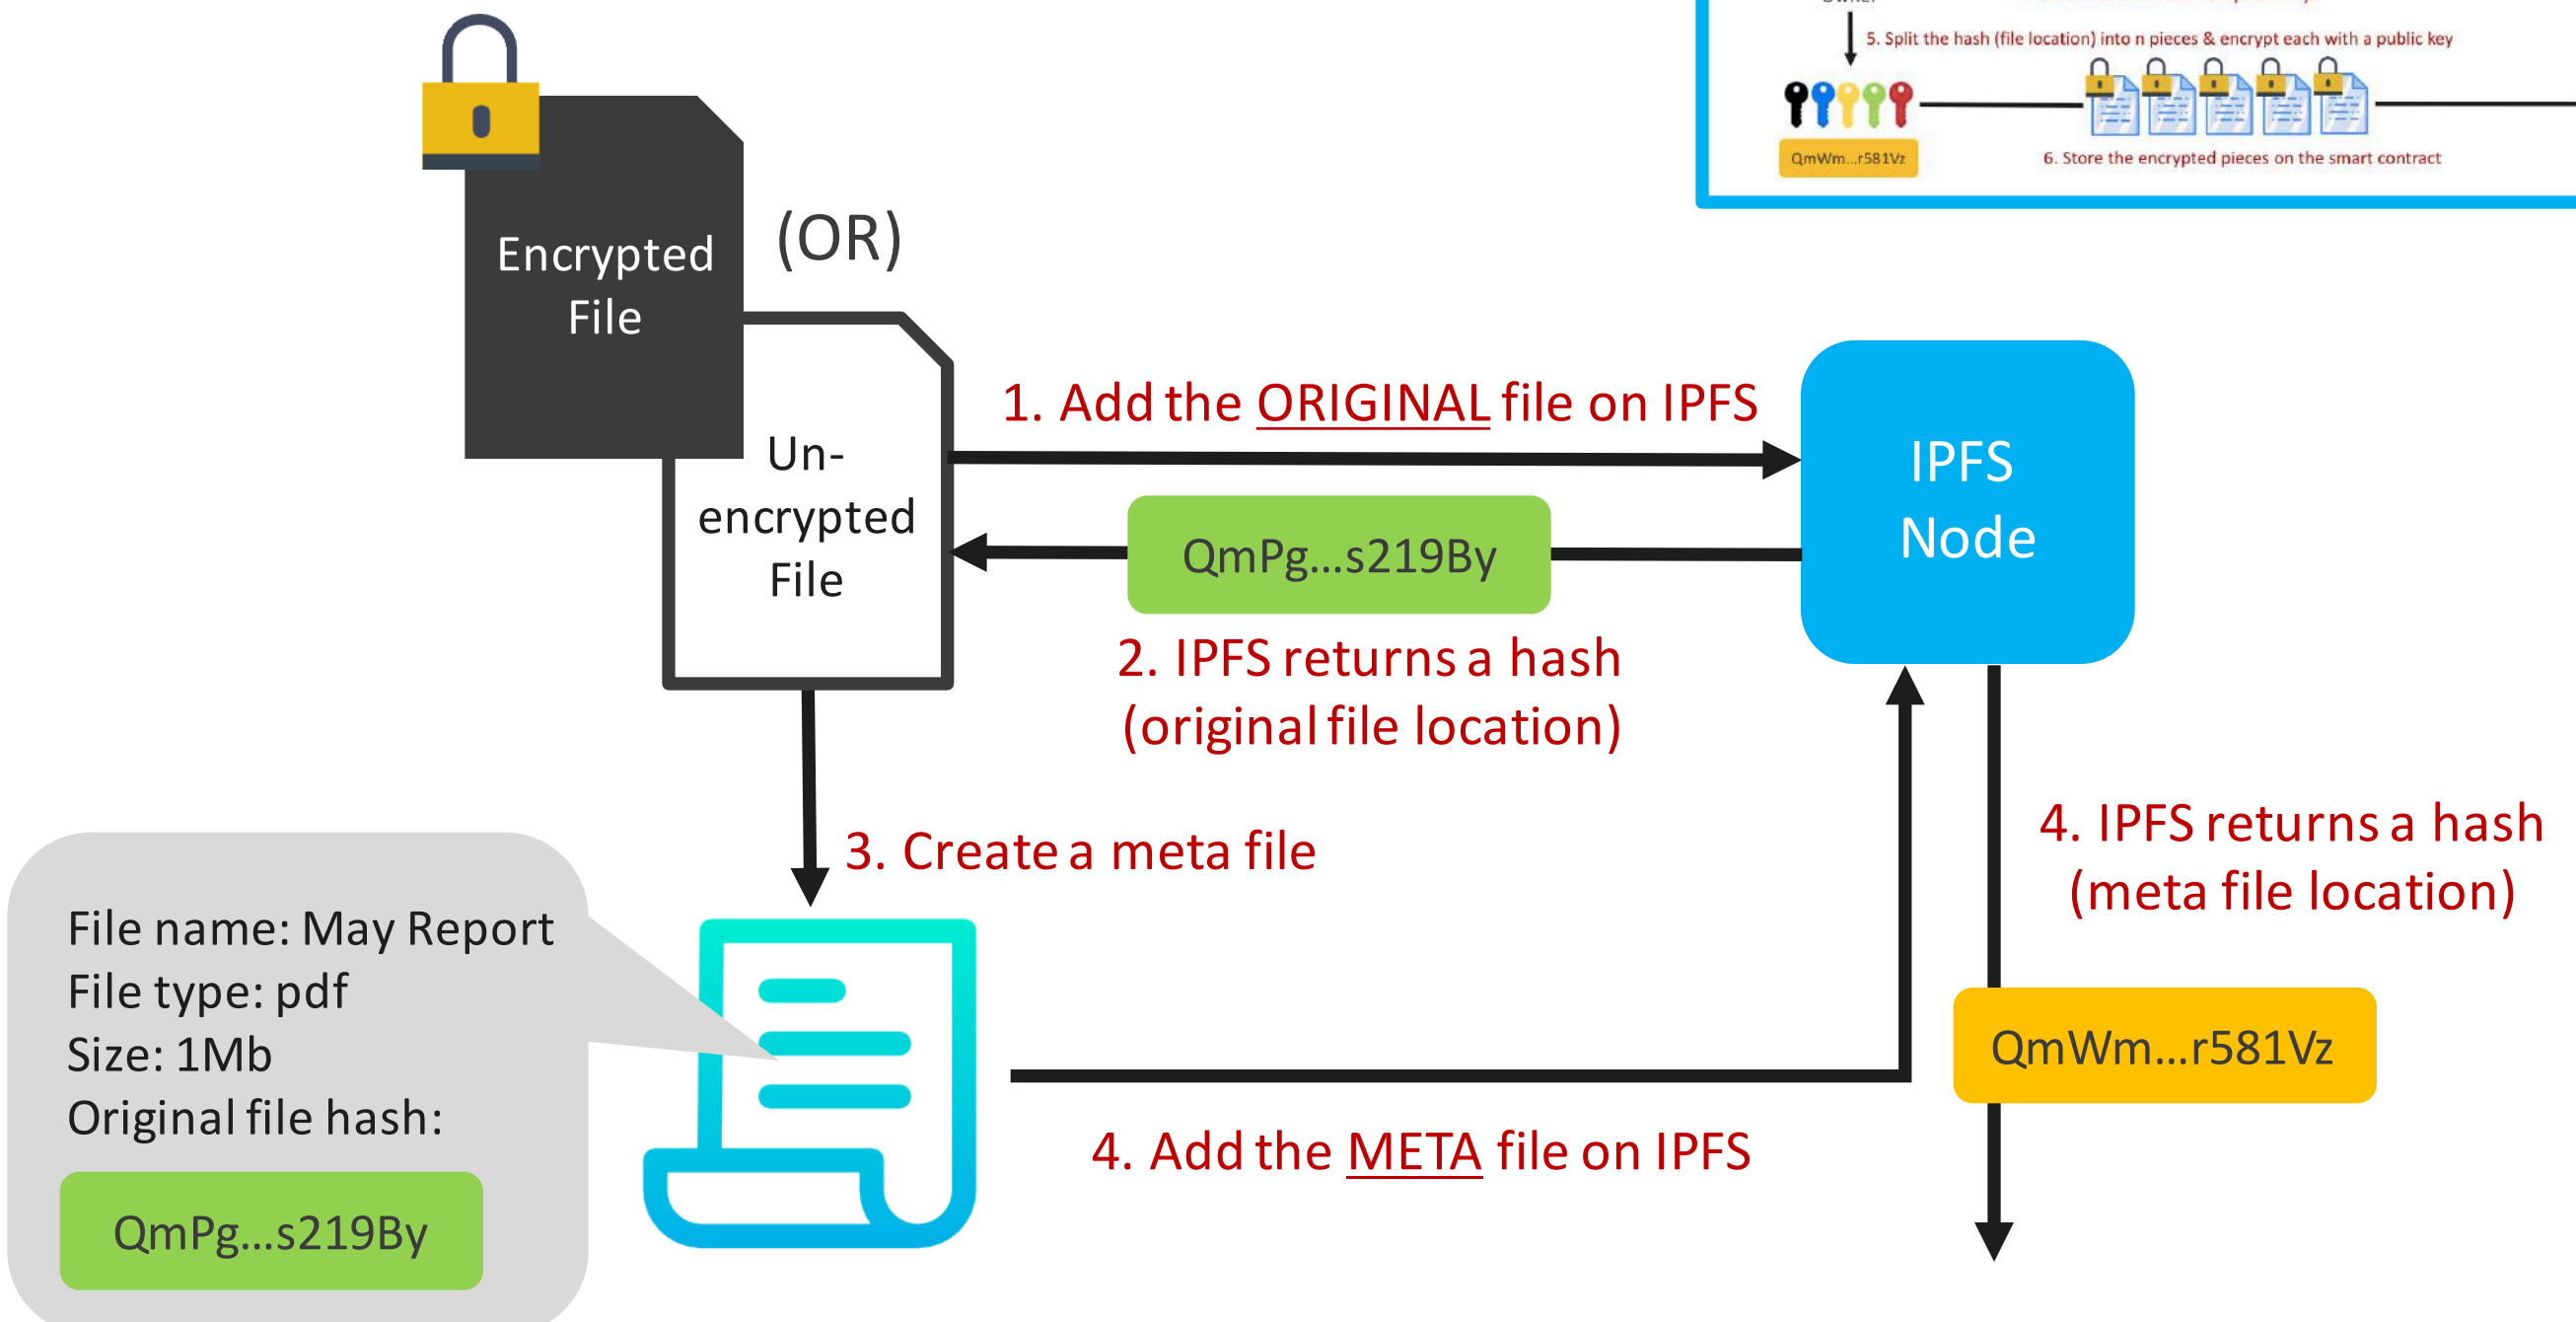 5. Split the hash (file location) into n pieces & encrypt each with a public key
QmWm...r581Vz
6. Store the encrypted pieces on the smart contract
Encrypted
File
(OR)
Un-
encrypted
File
1. Add the ORIGINAL file on IPFS
IPFS
Node
QmPg...s219By
2. IPFS returns a hash
(original file location)
3. Create a meta file
4. IPFS returns a hash
(meta file location)
QmWm...r581Vz
File name: May Report
File type: pdf
Size: 1Mb
Original file hash:
QmPg...s219By
4. Add the META file on IPFS